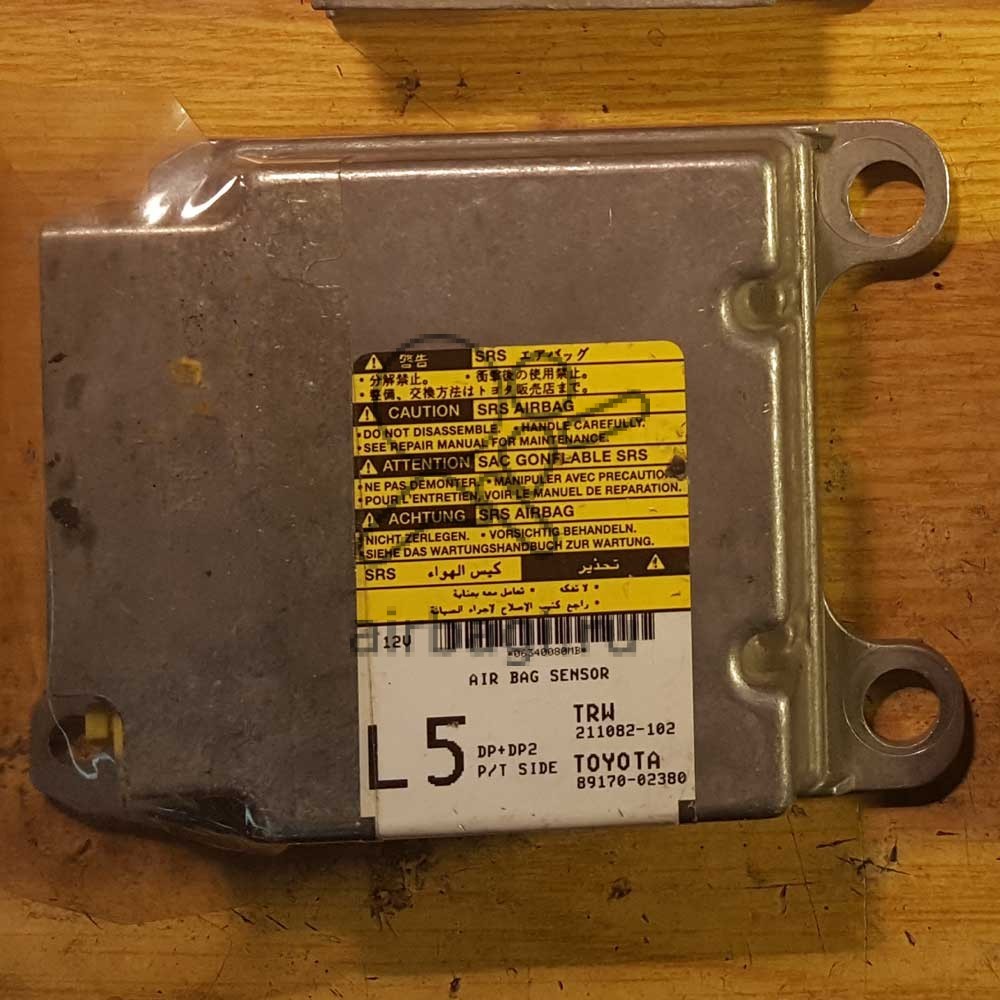 警告 SRS エアバッグ
・分解禁止。 ・衝撃後の使用禁止。
・整備、交換方法はトヨタ販売店まで。
CAUTION SRS AIRBAG
•DO NOT DISASSEMBLE. •HANDLE CAREFULLY.
•SEE REPAIR MANUAL FOR MAINTENANCE.
ATTENTION SAC GONFLABLE SRS
•NE PAS DEMONTER. •MANIPULER AVEC PRECAUTION.
POUR L'ENTRETIEN, VOIR LE MANUEL DE REPARATION.
ACHTUNG SRS AIRBAG
NICHT ZERLEGEN. •VORSICHTIG BEHANDELN.
SIEHE DAS WARTUNGSHANDBUCH ZUR WARTUNG.
SRS كيس الهواء تحذير
• لا تفكه • تعامل معه بعناية
• راجع كتب الإصلاح لإجراء الصيانة
airbag ru
12V
*06340080MB*
AIR BAG SENSOR
L5 DP+DP2
P/T SIDE
TRW
211082-102
TOYOTA
89170-02380